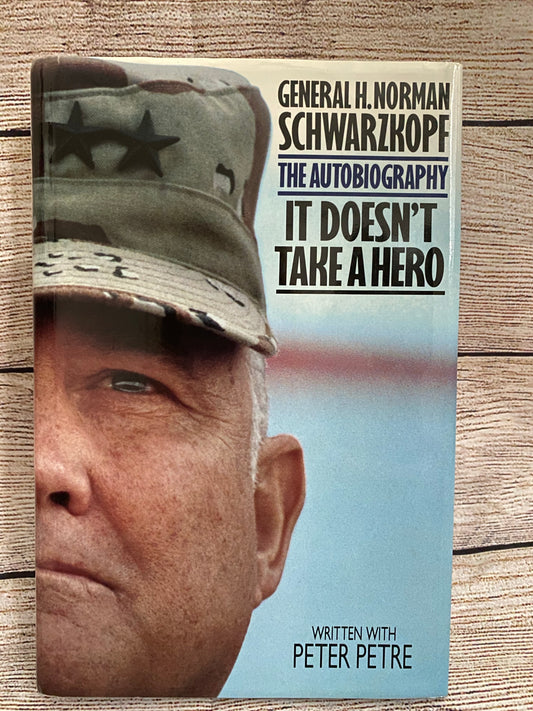 GENERAL H. NORMAN
SCHWARZKOPF
THE AUTOBIOGRAPHY
IT DOESN'T
TAKE A HERO
WRITTEN WITH
PETER PETRE